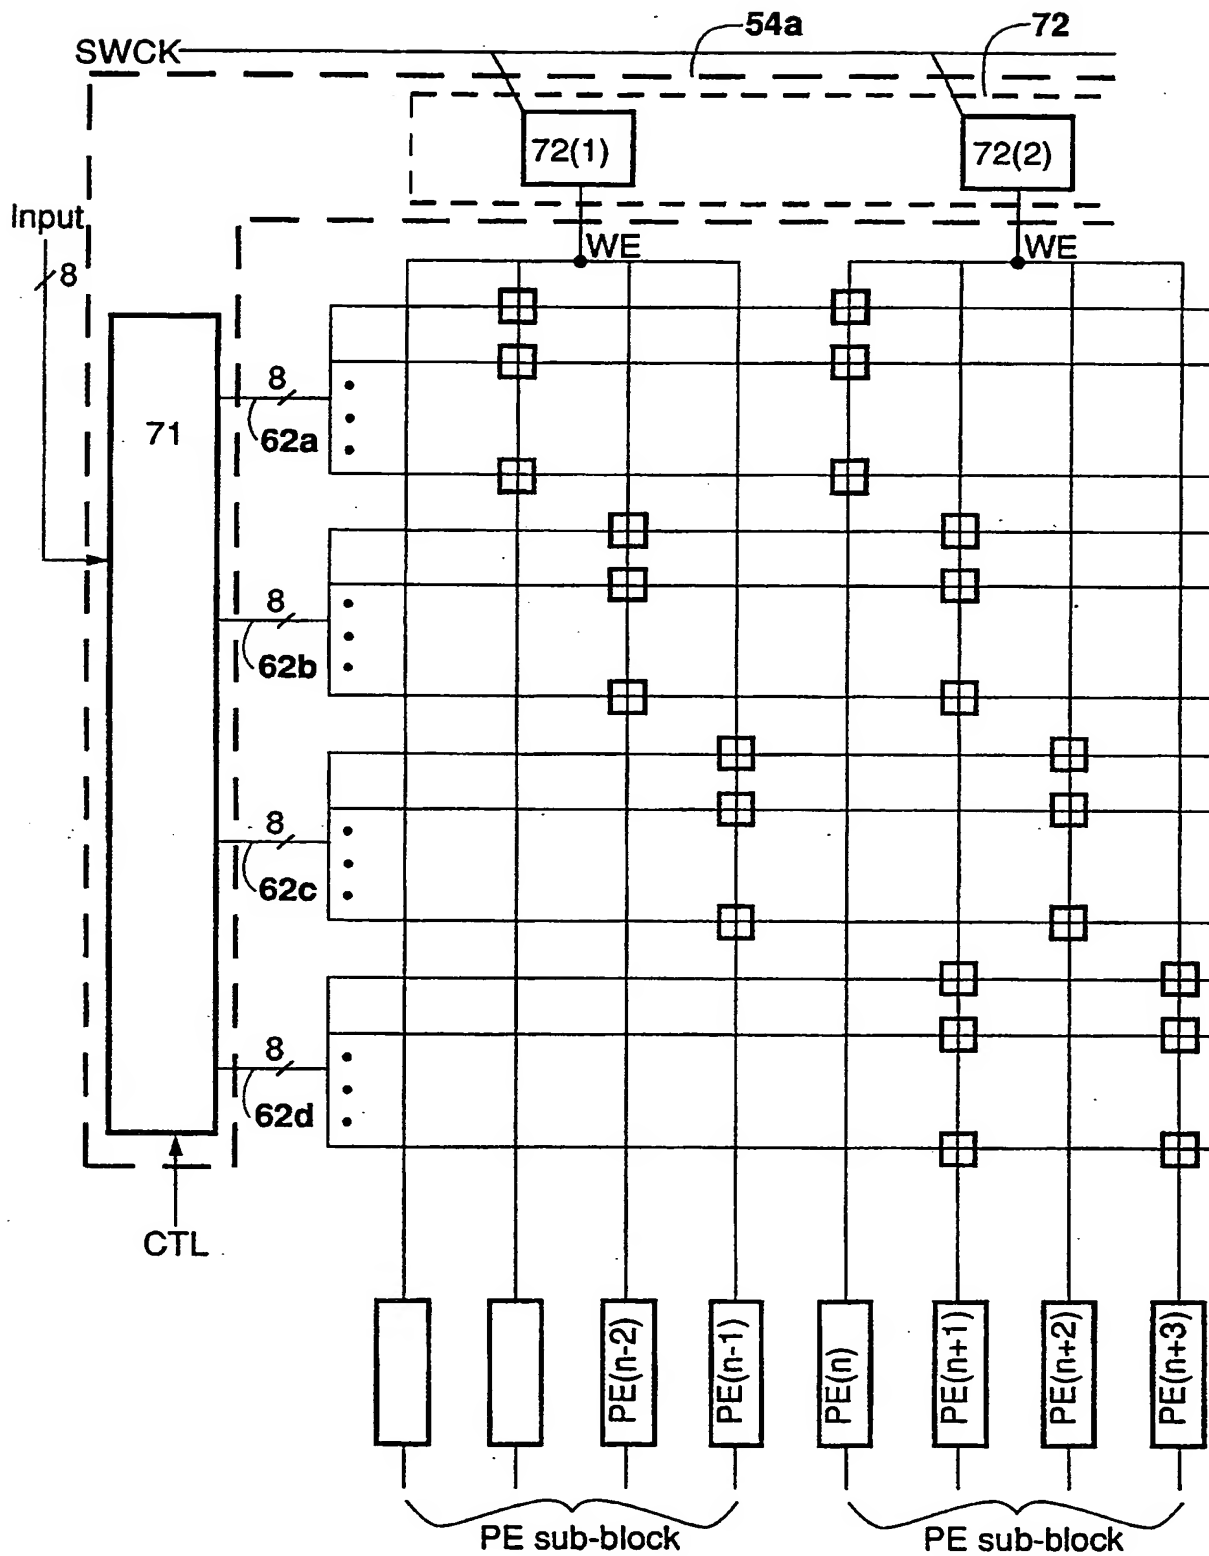 54a
72
SWCK
72(1)
72(2)
Input
8
WE
WE
71
8
62a
8
62b
8
62c
8
62d
CTL
PE(n-2)
PE(n-1)
PE(n)
PE(n+1)
PE(n+2)
PE(n+3)
PE sub-block
PE sub-block